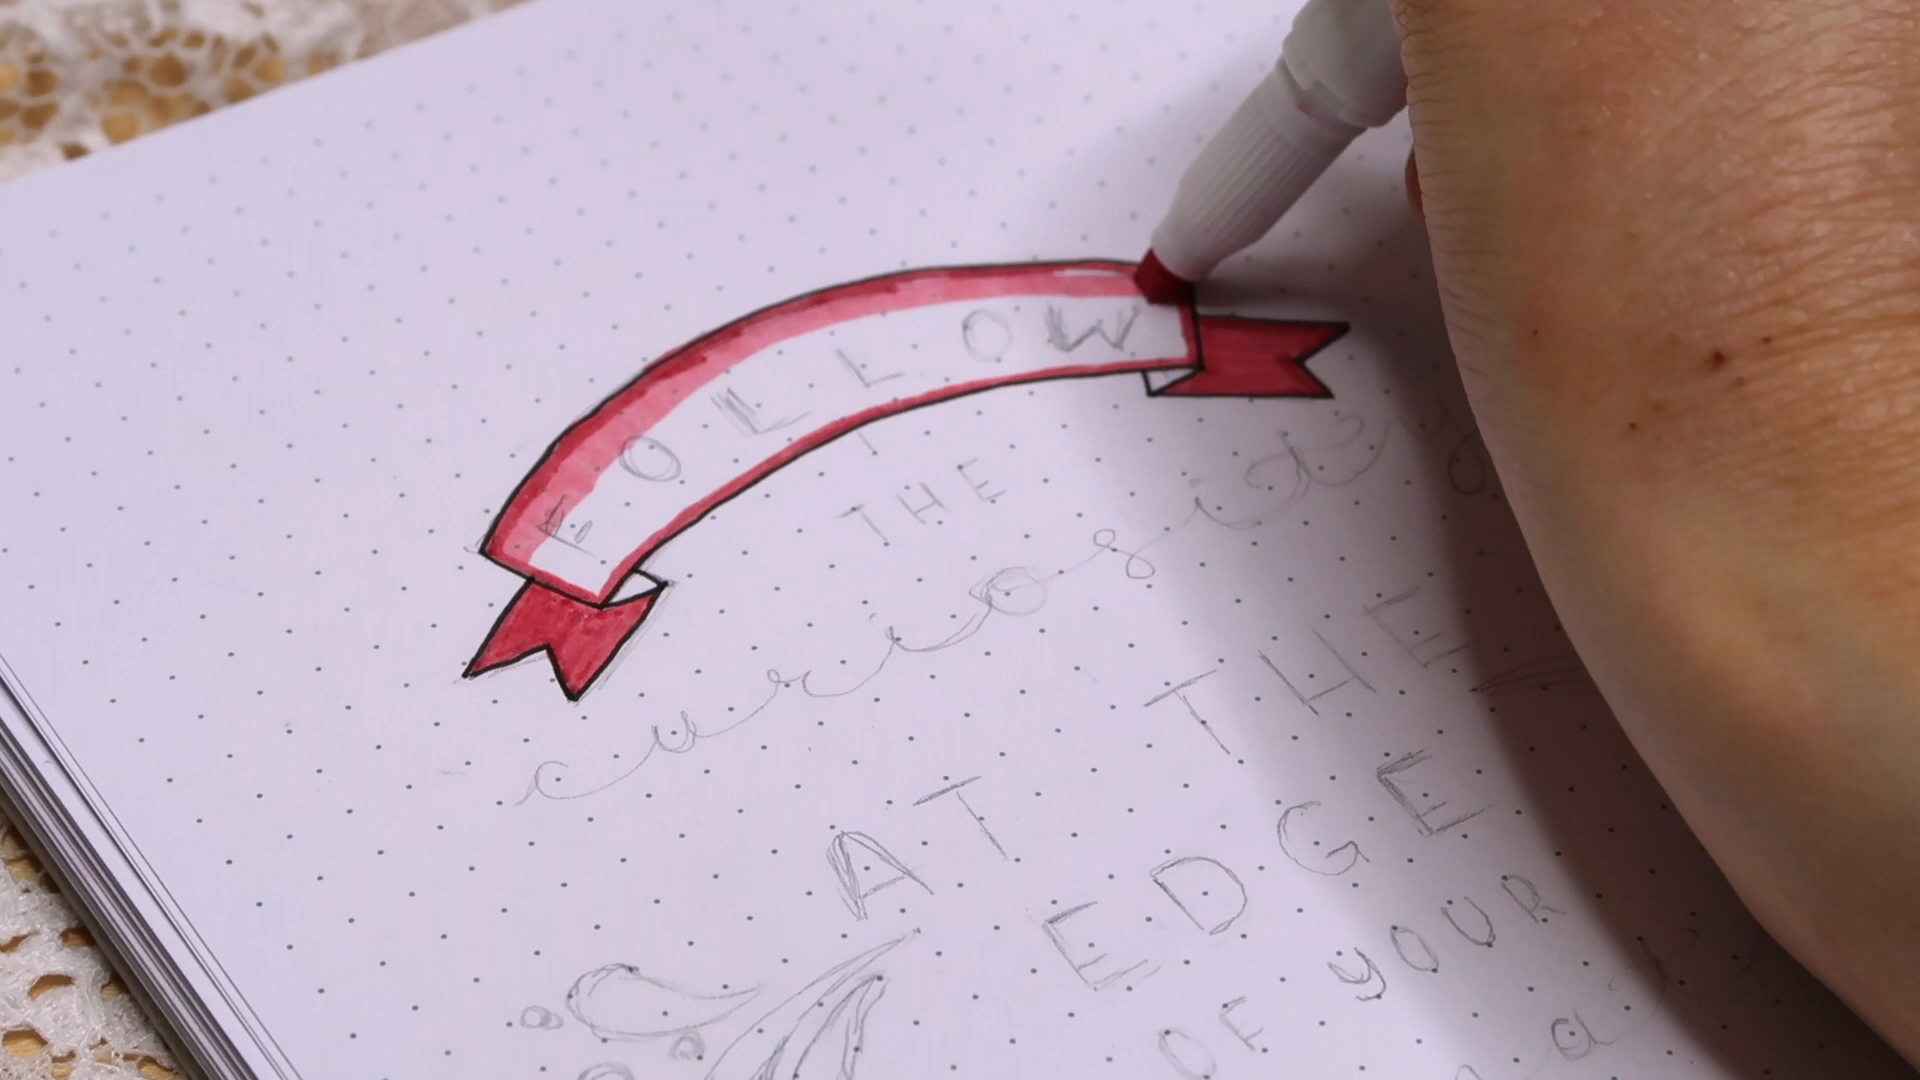 FOLLOW
THE
curiosity
AT THE
EDGE
OF YOUR